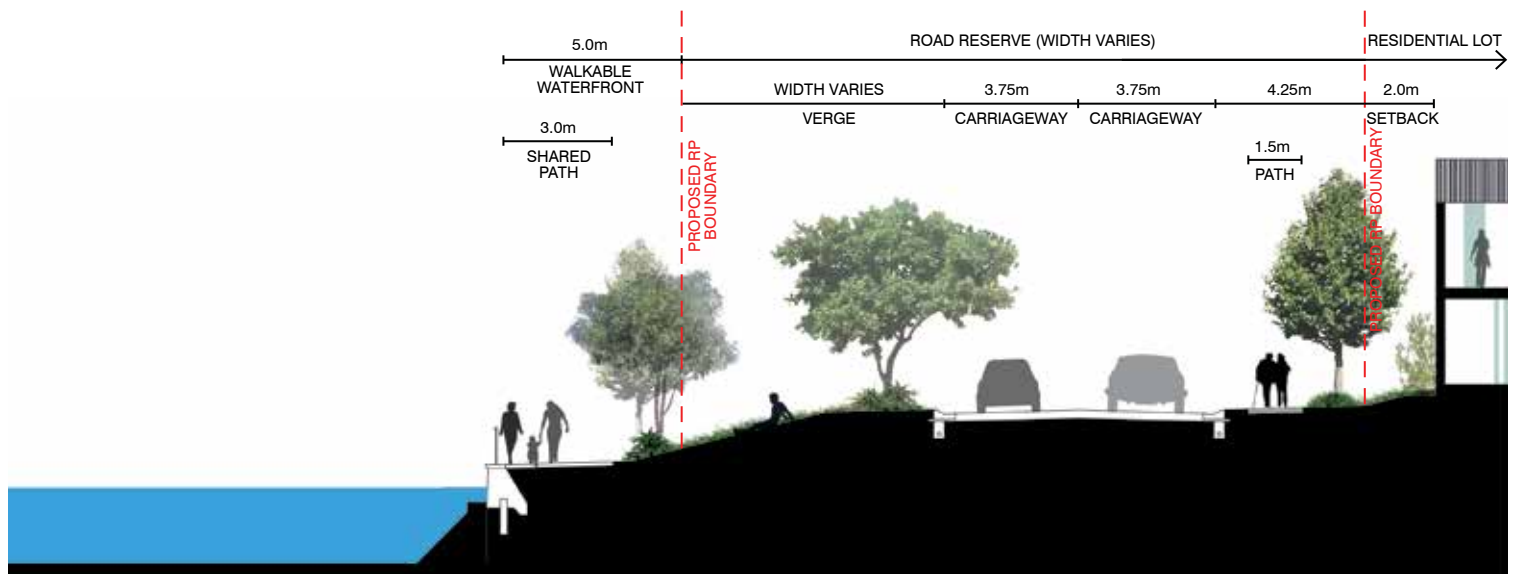 5.0m
WALKABLE
WATERFRONT
ROAD RESERVE (WIDTH VARIES)
RESIDENTIAL LOT
WIDTH VARIES
VERGE
3.75m
CARRIAGEWAY
3.75m
CARRIAGEWAY
4.25m
2.0m
SETBACK
3.0m
SHARED
PATH
1.5m
PATH
PROPOSED RP
BOUNDARY
PROPOSED RP BOUNDARY